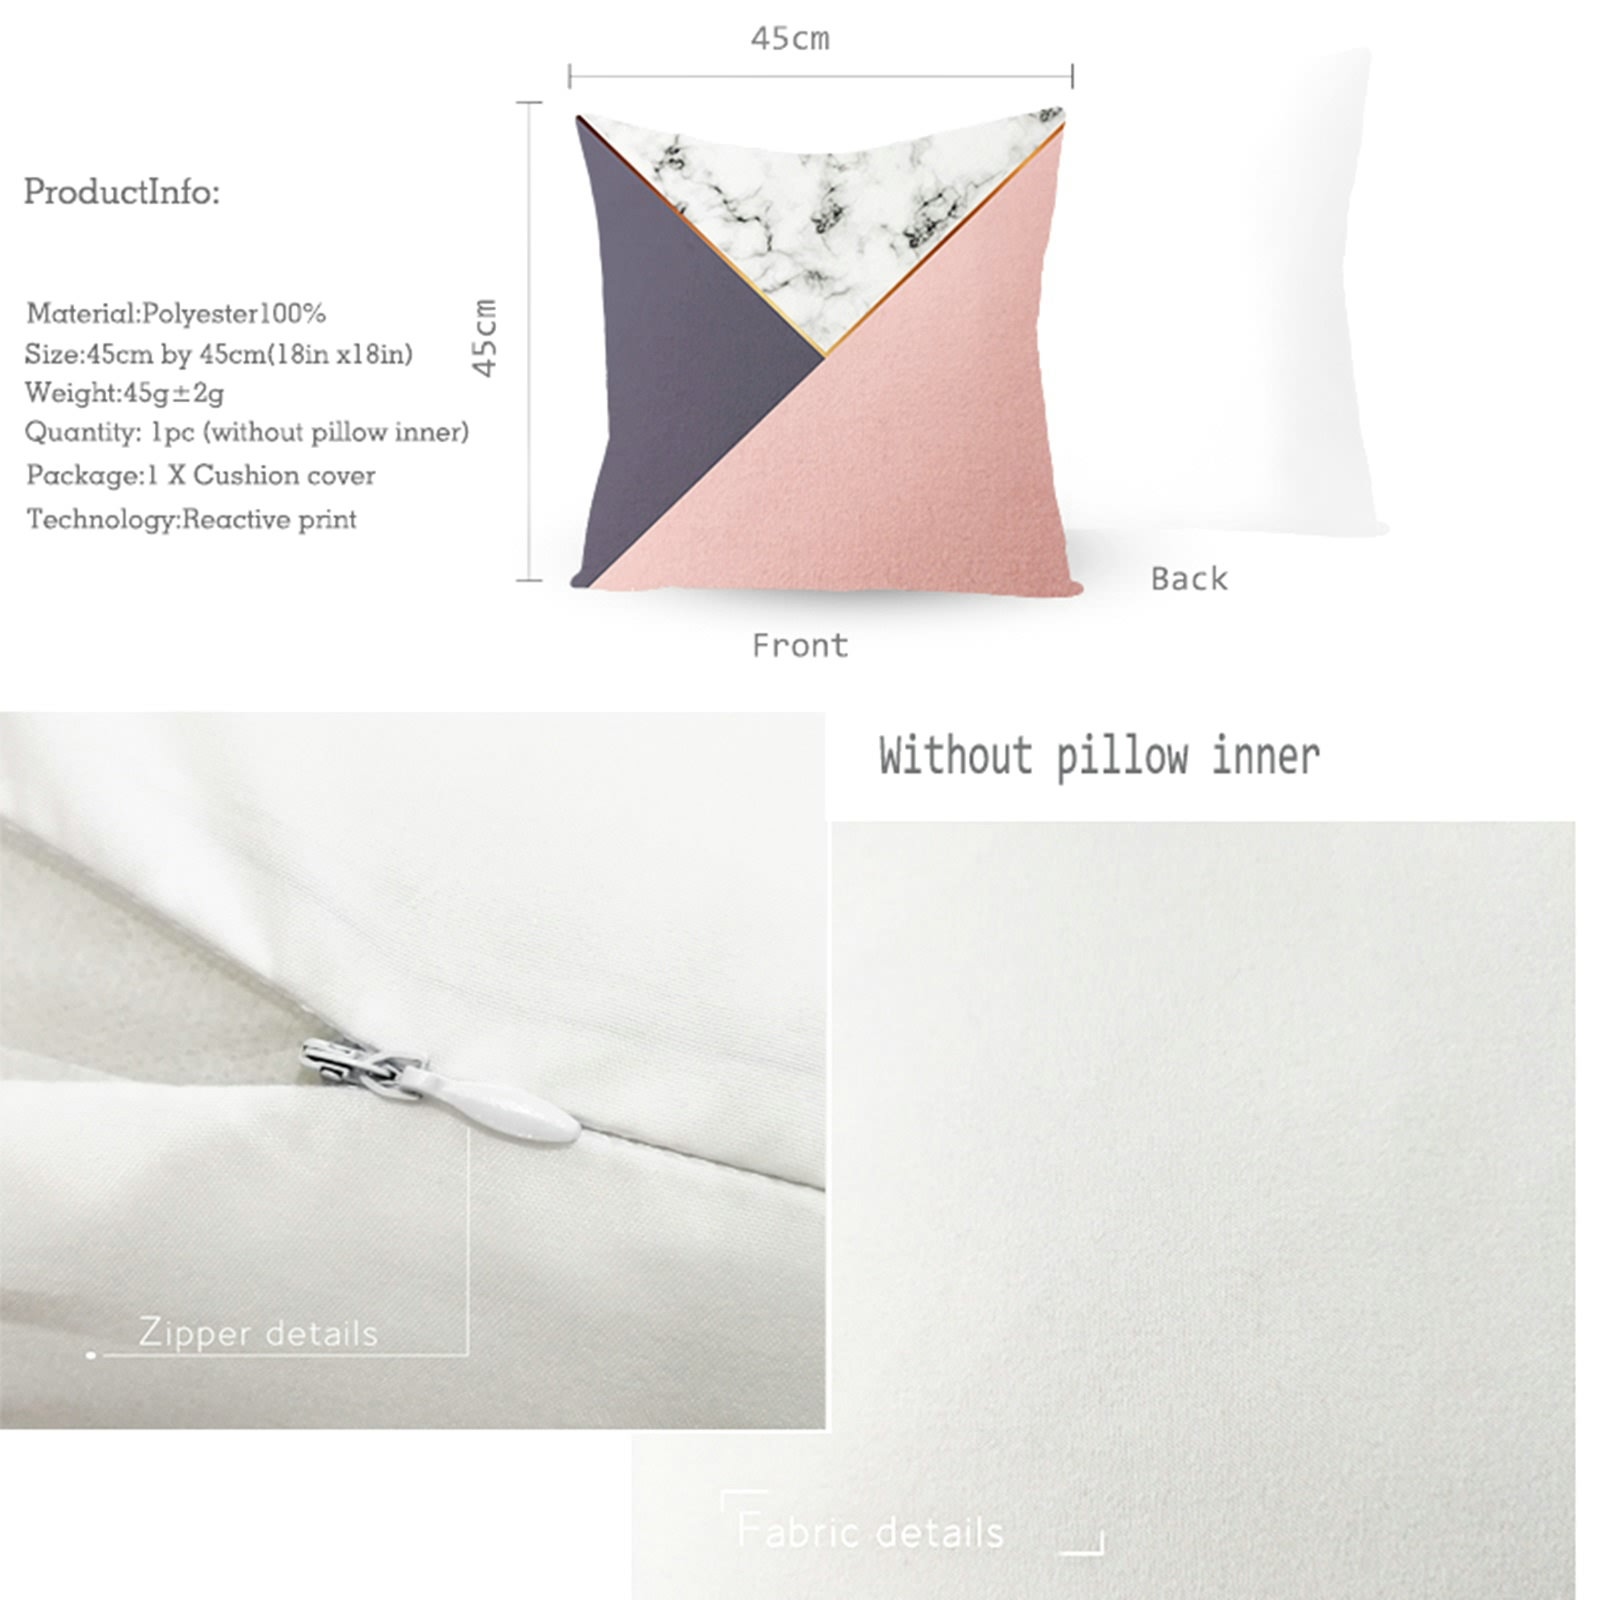 45cm
ProductInfo:
45cm
Material:Polyester100%
Size:45cm by 45cm(18in x18in)
Weight:45g±2g
Quantity: 1pc (without pillow inner)
Package:1 X Cushion cover
Technology:Reactive print
Back
Front
Without pillow inner
Zipper details
Fabric details